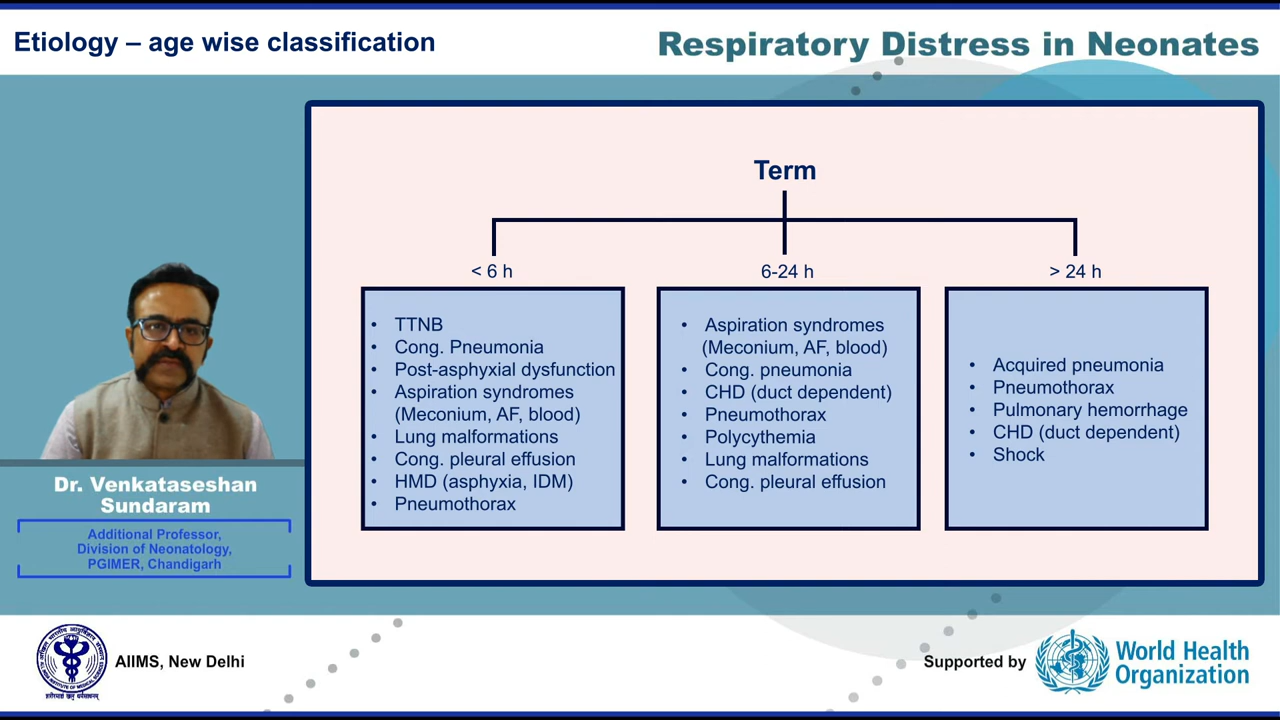 Etiology – age wise classification
Respiratory Distress in Neonates
Term
< 6 h
• TTNB
• Cong. Pneumonia
• Post-asphyxial dysfunction
• Aspiration syndromes
(Meconium, AF, blood)
• Lung malformations
• Cong. pleural effusion
• HMD (asphyxia, IDM)
• Pneumothorax
6-24 h
• Aspiration syndromes
(Meconium, AF, blood)
• Cong. pneumonia
• CHD (duct dependent)
• Pneumothorax
• Polycythemia
• Lung malformations
• Cong. pleural effusion
> 24 h
• Acquired pneumonia
• Pneumothorax
• Pulmonary hemorrhage
• CHD (duct dependent)
• Shock
Dr. Venkataseshan
Sundaram
Additional Professor,
Division of Neonatology,
PGIMER, Chandigarh
AIIMS, New Delhi
Supported by
World Health
Organization